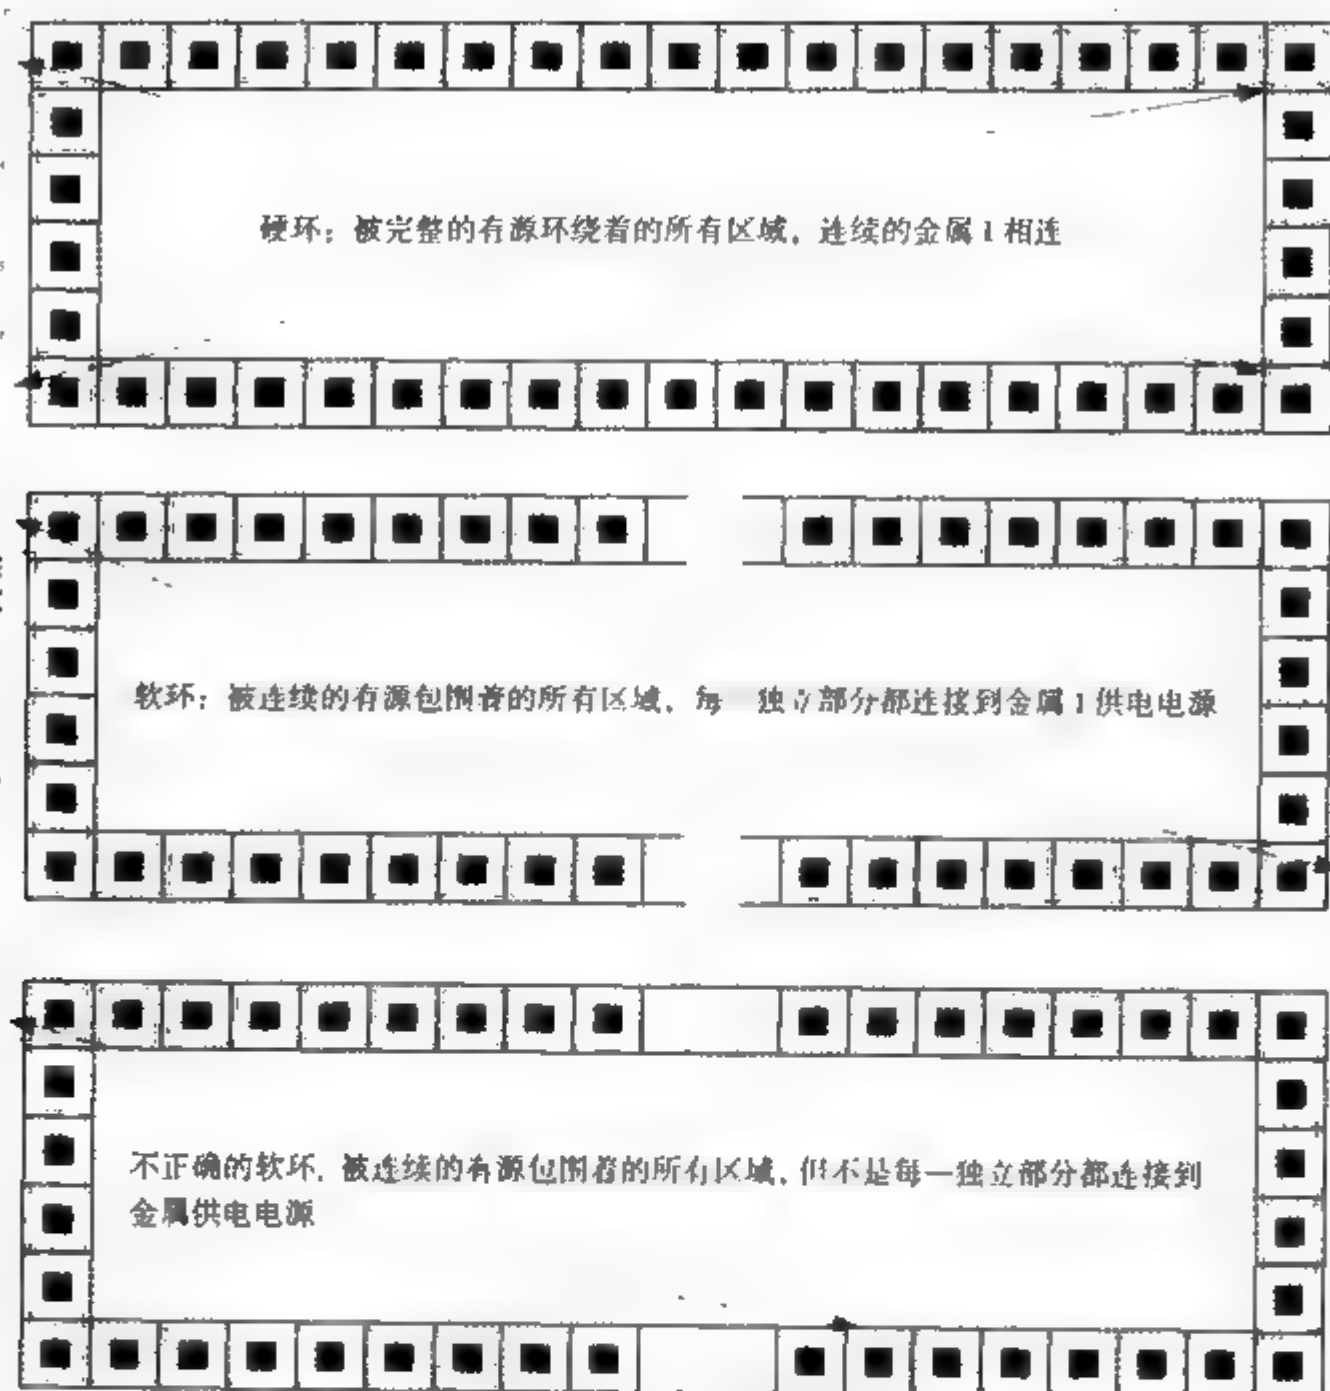 硬环：被完整的有源环绕着的所有区域，连续的金属1相连
软环：被连续的有源包围着的所有区域，每一独立部分都连接到金属1供电电源
不正确的软环，被连续的有源包围着的所有区域，但不是每一独立部分都连接到
金属供电电源